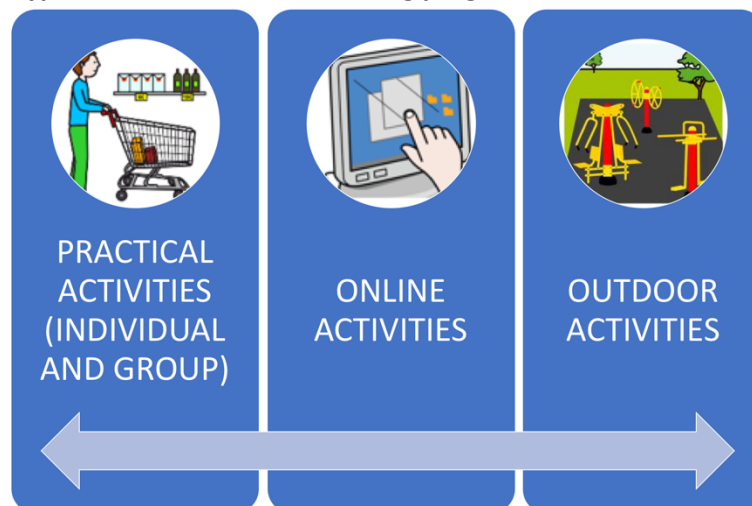 PRACTICAL
ACTIVITIES
(INDIVIDUAL
AND GROUP)
ONLINE
ACTIVITIES
OUTDOOR
ACTIVITIES